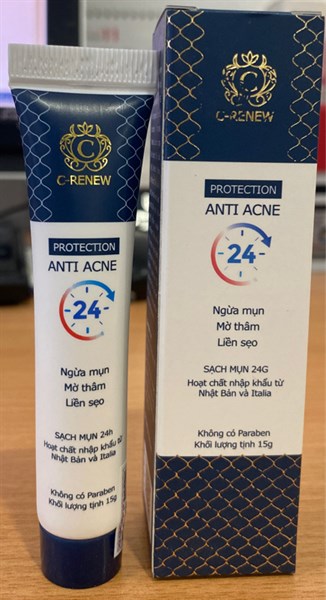 C
C-RENEW
PROTECTION
ANTI ACNE
24
Ngừa mụn
Mờ thâm
Liền sẹo
SẠCH MỤN 24h
Hoạt chất nhập khẩu từ
Nhật Bản và Italia
Không có Paraben
Khối lượng tịnh 15g
C
C-RENEW
PROTECTION
ANTI ACNE
24
Ngừa mụn
Mờ thâm
Liền sẹo
SẠCH MỤN 24G
Hoạt chất nhập khẩu từ
Nhật Bản và Italia
Không có Paraben
Khối lượng tịnh 15g